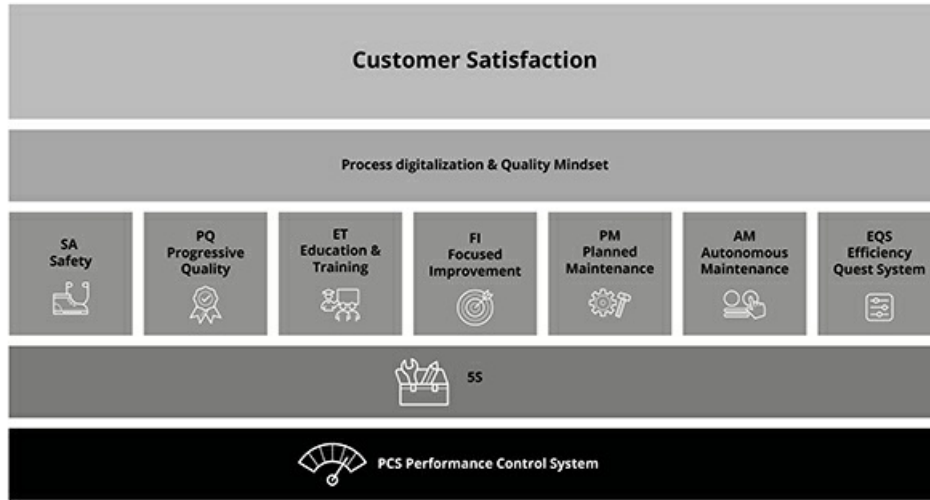 Customer Satisfaction
Process digitalization & Quality Mindset
SA
Safety
PQ
Progressive
Quality
ET
Education &
Training
FI
Focused
Improvement
PM
Planned
Maintenance
AM
Autonomous
Maintenance
EQS
Efficiency
Quest System
5S
PCS Performance Control System